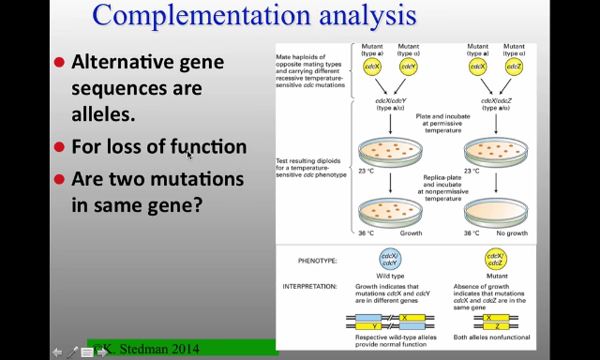 Complementation analysis
Alternative gene
sequences are
alleles.
For loss of function
Are two mutations
in same gene?
Mate haploids of
opposite mating types
and carrying different
recessive temperature-
sensitive cdc mutations
Mutant
(type a)
Mutant
(type α)
Mutant
(type a)
Mutant
(type α)
cdcX
cdcY
cdcX
cdcZ
cdcX/cdcY
(type a/α)
cdcX/cdcZ
(type a/α)
Plate and incubate
at permissive
temperature
Test resulting diploids
for a temperature-
sensitive cdc phenotype
23 °C
23 °C
Replica-plate
and incubate
at nonpermissive
temperature
36 °C
Growth
36 °C
No growth
PHENOTYPE:
cdcX/
cdcY
Wild type
cdcX/
cdcZ
Mutant
INTERPRETATION:
Growth indicates that
mutations cdcX and cdcY
are in different genes
Absence of growth
indicates that mutations
cdcX and cdcZ are in the
same gene
X
Y
X
Z
Respective wild-type alleles
provide normal function
Both alleles nonfunctional
©K. Stedman 2014